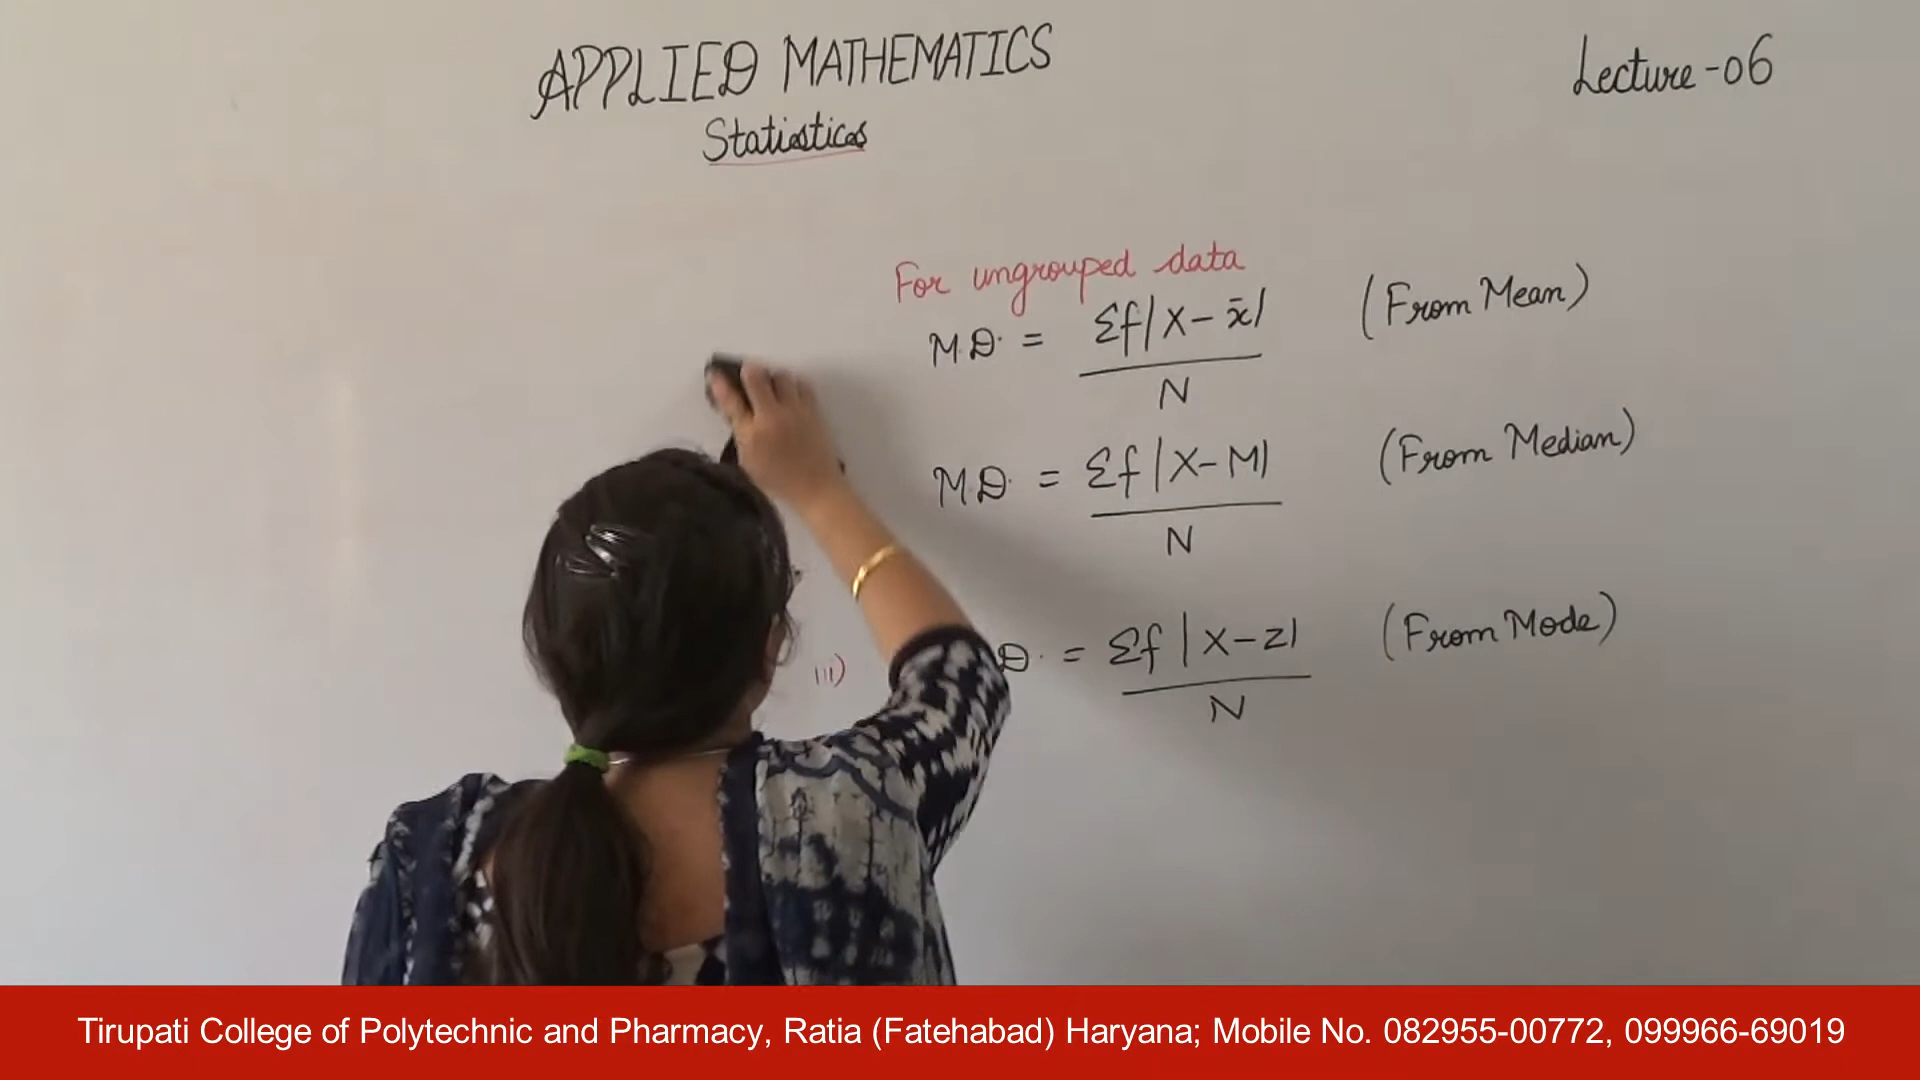 APPLIED MATHEMATICS
Statistics
Lecture-06
For ungrouped data
M.D. = Σf|X-x̄| / N (From Mean)
M.D. = Σf|X-M| / N (From Median)
iii) D. = Σf|X-Z| / N (From Mode)
Tirupati College of Polytechnic and Pharmacy, Ratia (Fatehabad) Haryana; Mobile No. 082955-00772, 099966-69019